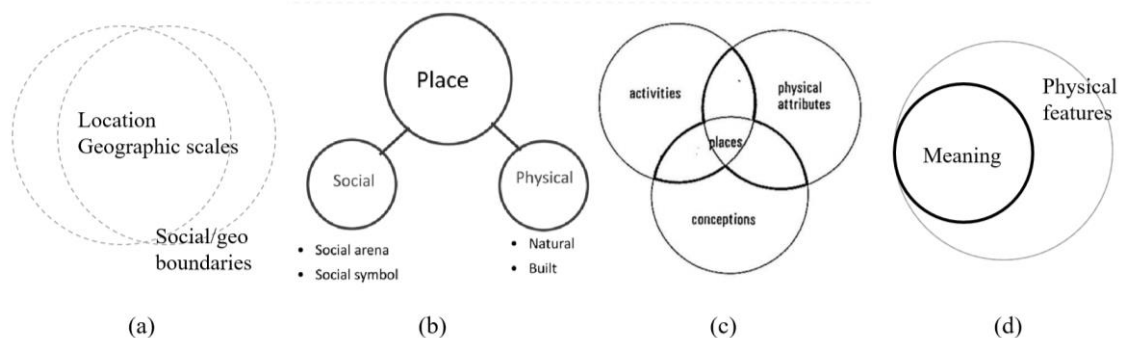 Location
Geographic scales
Social/geo
boundaries
(a)
Place
Social
Physical
• Social arena
• Social symbol
• Natural
• Built
(b)
activities
physical
attributes
places
conceptions
(c)
Physical
features
Meaning
(d)